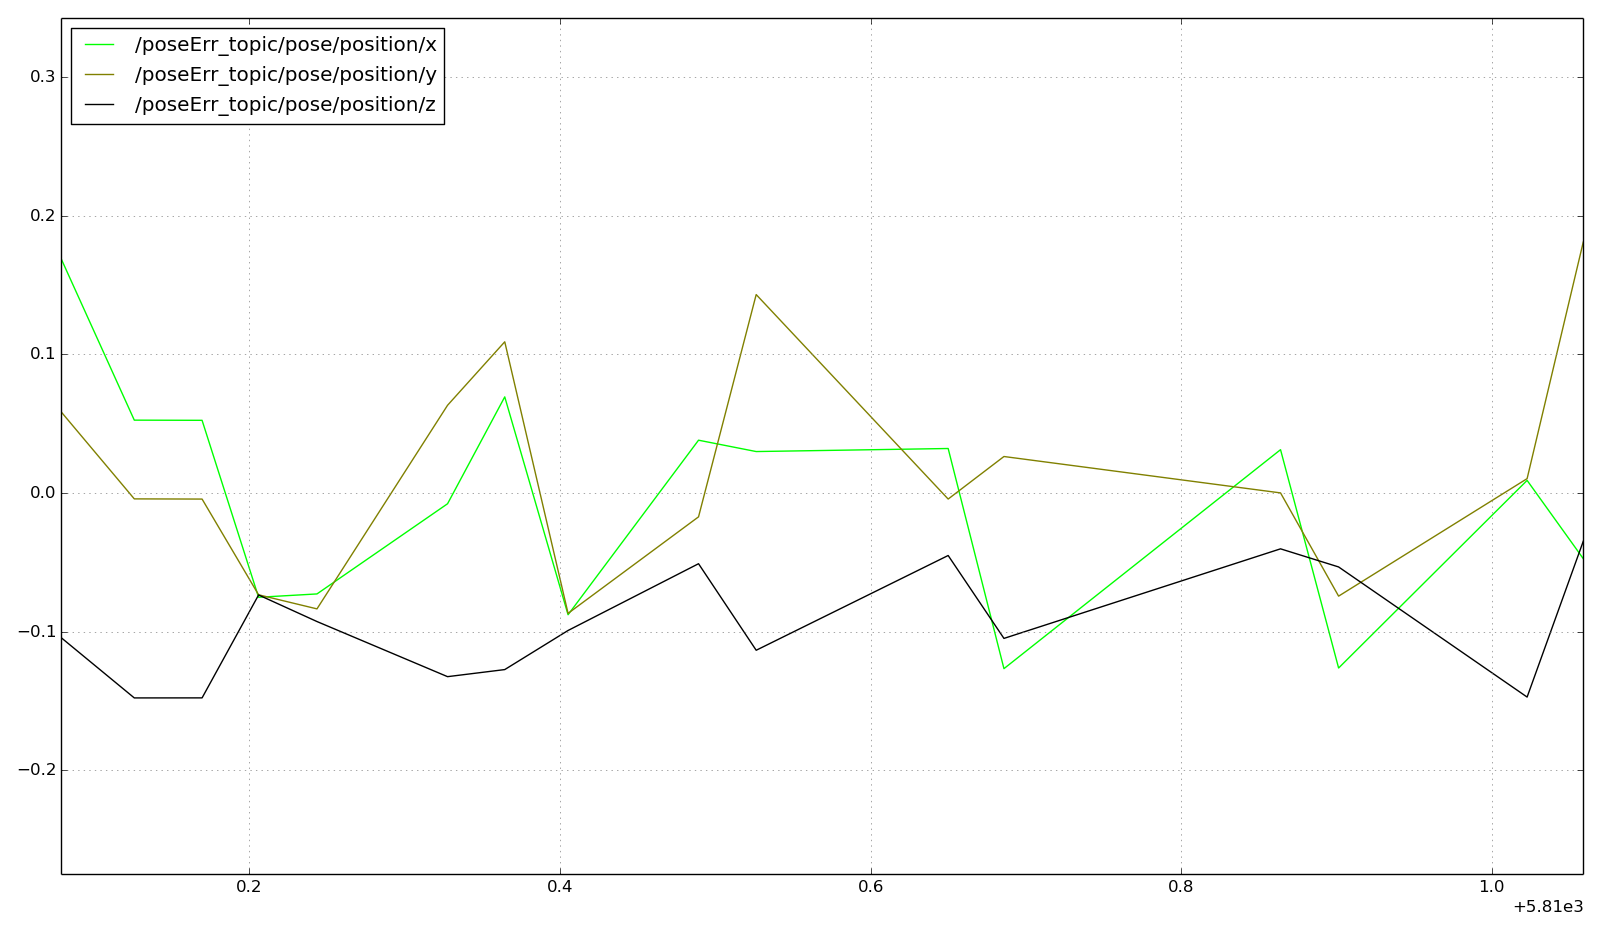 /poseErr_topic/pose/position/x
/poseErr_topic/pose/position/y
/poseErr_topic/pose/position/z
0.3
0.2
0.1
0.0
−0.1
−0.2
0.2 0.4 0.6 0.8 1.0
+5.81e3